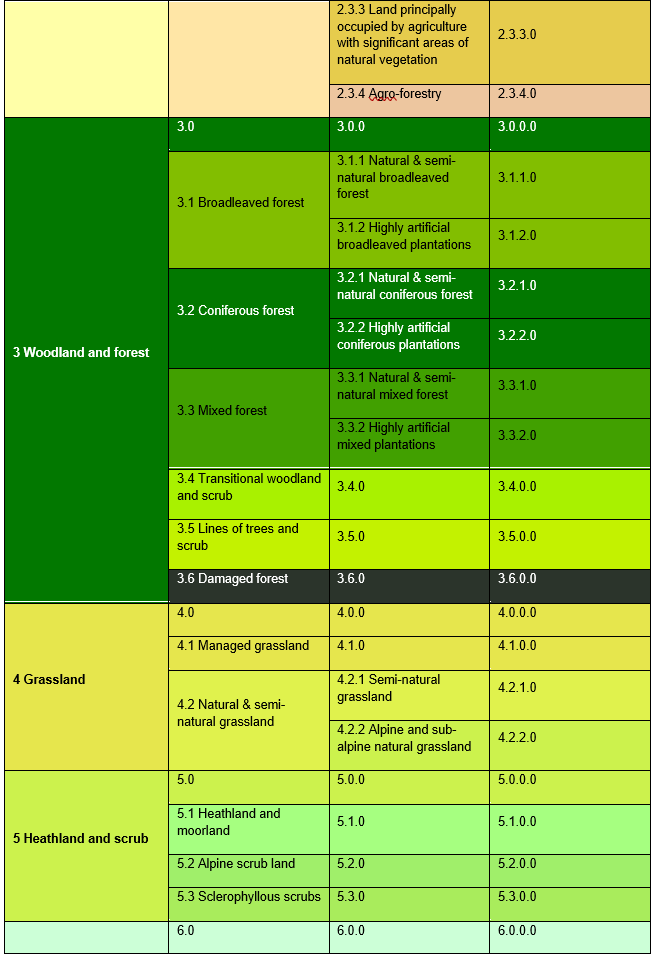 2.3.3 Land principally
occupied by agriculture
with significant areas of
natural vegetation
2.3.3.0
2.3.4 Agro-forestry
2.3.4.0
3 Woodland and forest
3.0
3.0.0
3.0.0.0
3.1 Broadleaved forest
3.1.1 Natural & semi-
natural broadleaved
forest
3.1.1.0
3.1.2 Highly artificial
broadleaved plantations
3.1.2.0
3.2 Coniferous forest
3.2.1 Natural & semi-
natural coniferous forest
3.2.1.0
3.2.2 Highly artificial
coniferous plantations
3.2.2.0
3.3 Mixed forest
3.3.1 Natural & semi-
natural mixed forest
3.3.1.0
3.3.2 Highly artificial
mixed plantations
3.3.2.0
3.4 Transitional woodland
and scrub
3.4.0
3.4.0.0
3.5 Lines of trees and
scrub
3.5.0
3.5.0.0
3.6 Damaged forest
3.6.0
3.6.0.0
4 Grassland
4.0
4.0.0
4.0.0.0
4.1 Managed grassland
4.1.0
4.1.0.0
4.2 Natural & semi-
natural grassland
4.2.1 Semi-natural
grassland
4.2.1.0
4.2.2 Alpine and sub-
alpine natural grassland
4.2.2.0
5 Heathland and scrub
5.0
5.0.0
5.0.0.0
5.1 Heathland and
moorland
5.1.0
5.1.0.0
5.2 Alpine scrub land
5.2.0
5.2.0.0
5.3 Sclerophyllous scrubs
5.3.0
5.3.0.0
6.0
6.0.0
6.0.0.0